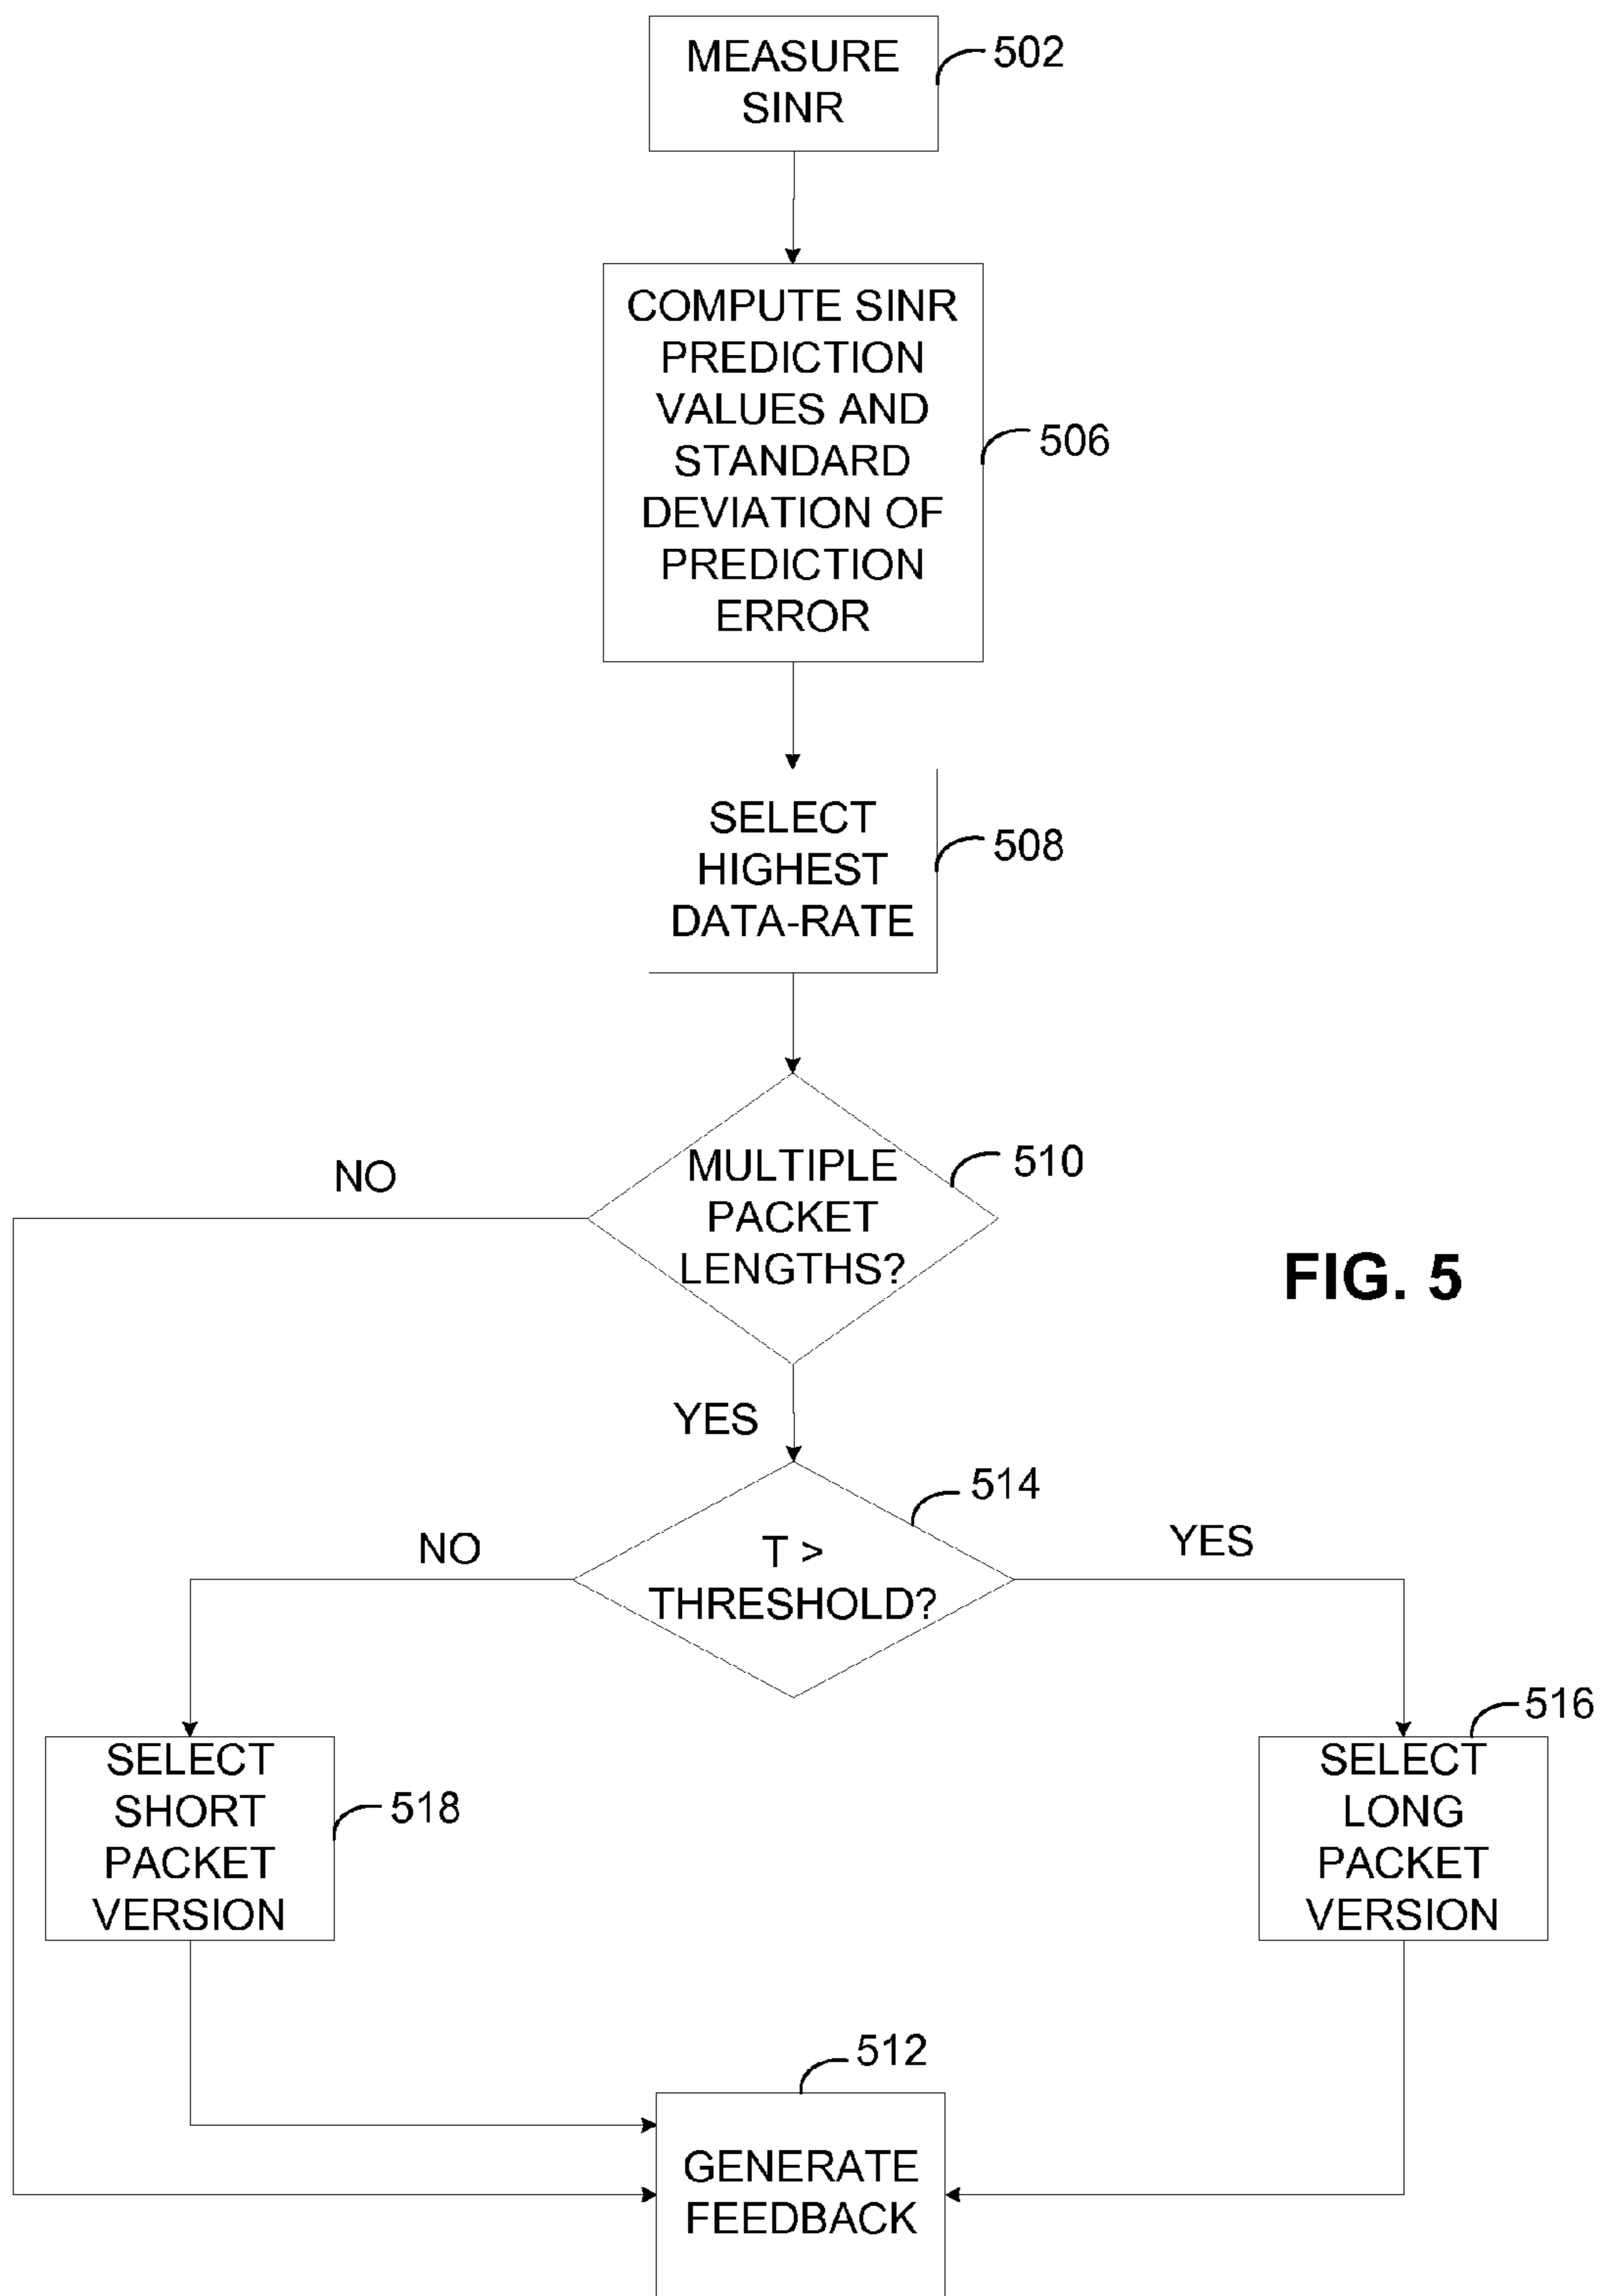 MEASURE
SINR
502
COMPUTE SINR
PREDICTION
VALUES AND
STANDARD
DEVIATION OF
PREDICTION
ERROR
506
SELECT
HIGHEST
DATA-RATE
508
MULTIPLE
PACKET
LENGTHS?
510
NO
YES
FIG. 5
T >
THRESHOLD?
514
NO
YES
SELECT
SHORT
PACKET
VERSION
518
SELECT
LONG
PACKET
VERSION
516
GENERATE
FEEDBACK
512